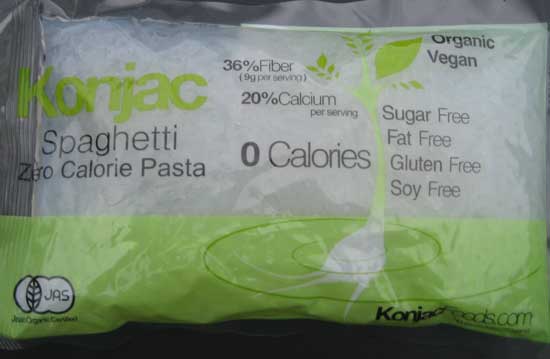 Konjac
Spaghetti
Zero Calorie Pasta
36%Fiber
(9g per serving)
20%Calcium
per serving
0 Calories
Organic
Vegan
Sugar Free
Fat Free
Gluten Free
Soy Free
JAS
Konjacfoods.com